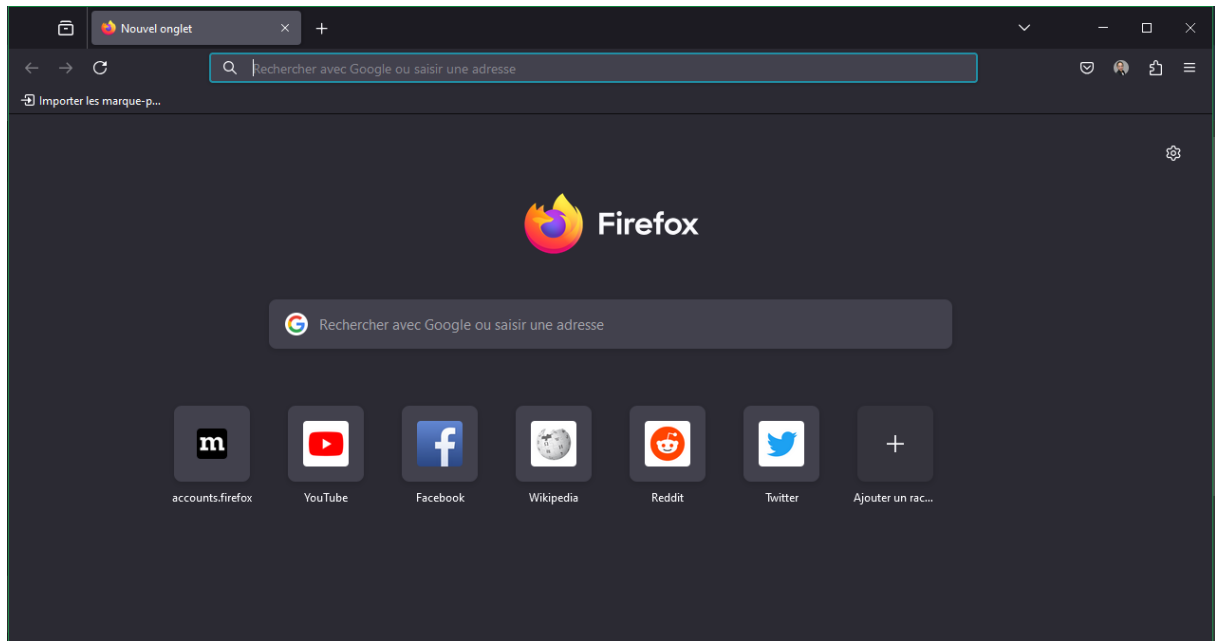 Nouvel onglet
Rechercher avec Google ou saisir une adresse
Importer les marque-p...
Firefox
Rechercher avec Google ou saisir une adresse
m
accounts.firefox
YouTube
Facebook
Wikipedia
Reddit
Twitter
Ajouter un rac...